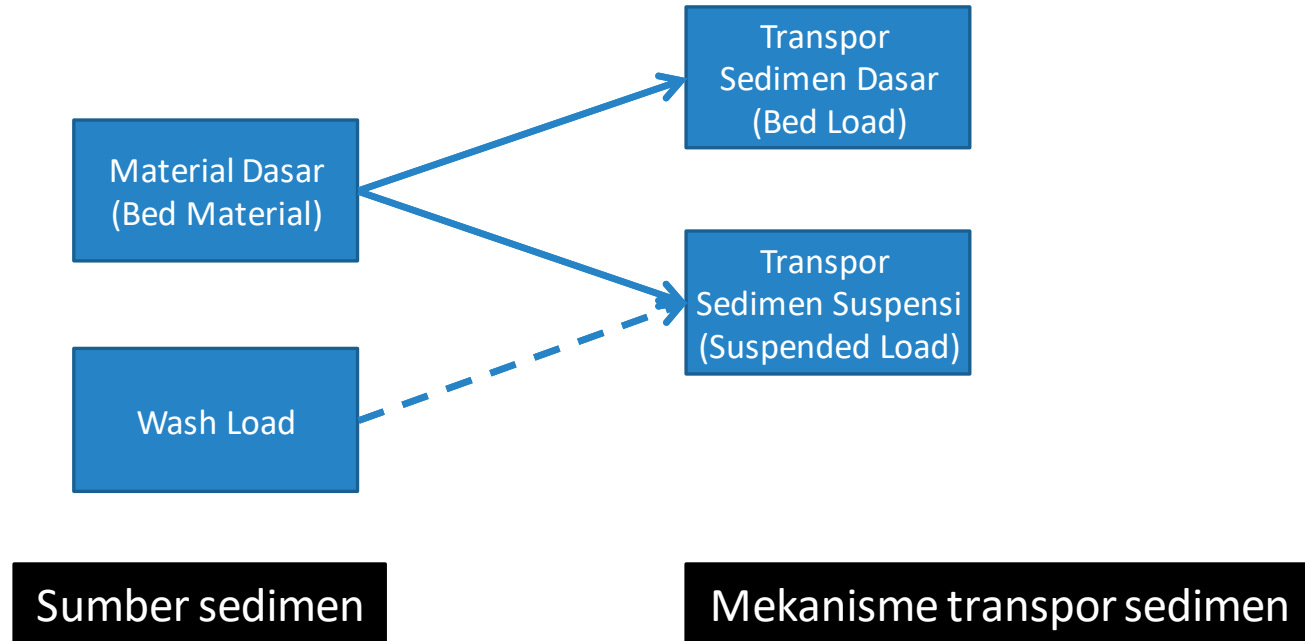 Transpor
Sedimen Dasar
(Bed Load)
Material Dasar
(Bed Material)
Transpor
Sedimen Suspensi
(Suspended Load)
Wash Load
Sumber sedimen
Mekanisme transpor sedimen